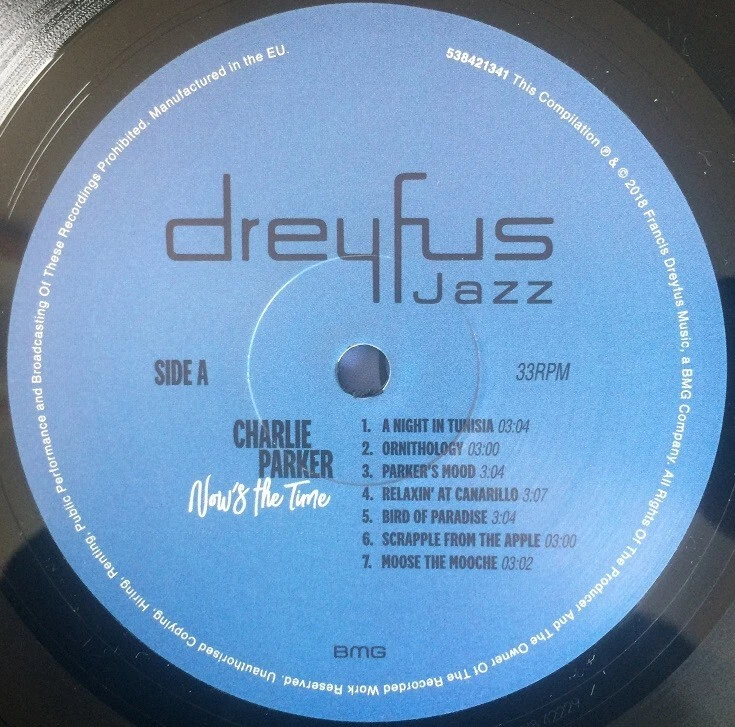 538421341 This Compilation ℗ & © 2018 Francis Dreyfus Music, a BMG Company. All Rights Of The Producer And The Owner Of The Recorded Work Reserved. Unauthorised Copying, Hiring, Renting, Public Performance and Broadcasting Of These Recordings Prohibited. Manufactured in the EU.
dreyfus
Jazz
SIDE A
33RPM
CHARLIE
PARKER
Now's the Time
1. A NIGHT IN TUNISIA 03:04
2. ORNITHOLOGY 03:00
3. PARKER'S MOOD 3:04
4. RELAXIN' AT CANARILLO 3:07
5. BIRD OF PARADISE 3:04
6. SCRAPPLE FROM THE APPLE 03:00
7. MOOSE THE MOOCHE 03:02
BMG